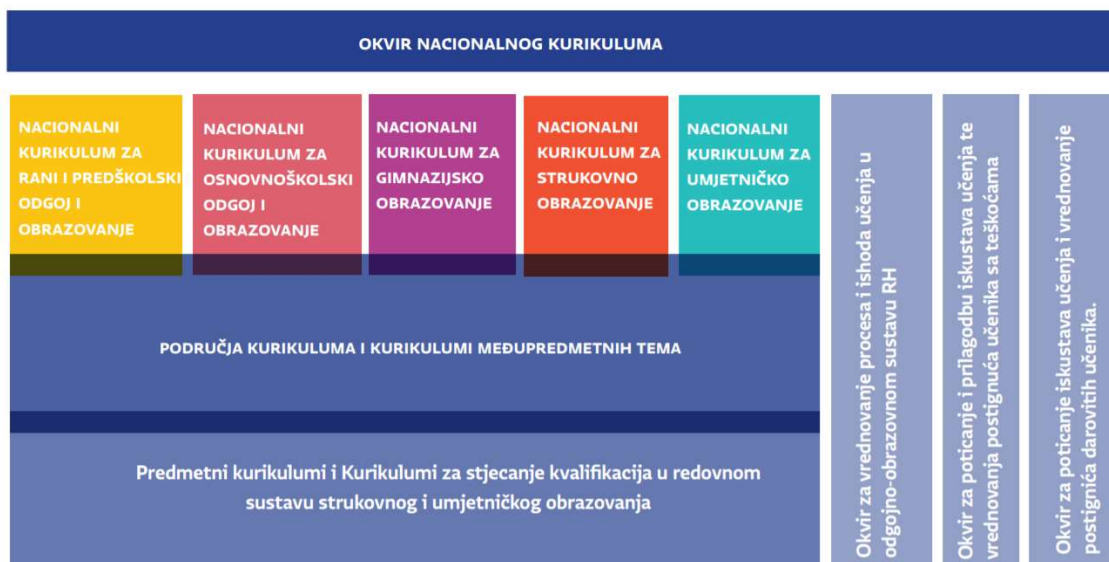 OKVIR NACIONALNOG KURIKULUMA
NACIONALNI
KURIKULUM ZA
RANI I PREDŠKOLSKI
ODGOJ I
OBRAZOVANJE
NACIONALNI
KURIKULUM ZA
OSNOVNOŠKOLSKI
ODGOJ I
OBRAZOVANJE
NACIONALNI
KURIKULUM ZA
GIMNAZIJSKO
OBRAZOVANJE
NACIONALNI
KURIKULUM ZA
STRUKOVNO
OBRAZOVANJE
NACIONALNI
KURIKULUM ZA
UMJETNIČKO
OBRAZOVANJE
PODRUČJA KURIKULUMA I KURIKULUMI MEĐUPREDMETNIH TEMA
Predmetni kurikulumi i Kurikulumi za stjecanje kvalifikacija u redovnom
sustavu strukovnog i umjetničkog obrazovanja
Okvir za vrednovanje procesa i ishoda učenja u
odgojno-obrazovnom sustavu RH
Okvir za poticanje i prilagodbu iskustava učenja te
vrednovanja postignuća učenika sa teškoćama
Okvir za poticanje iskustava učenja i vrednovanje
postignića darovitih učenika.